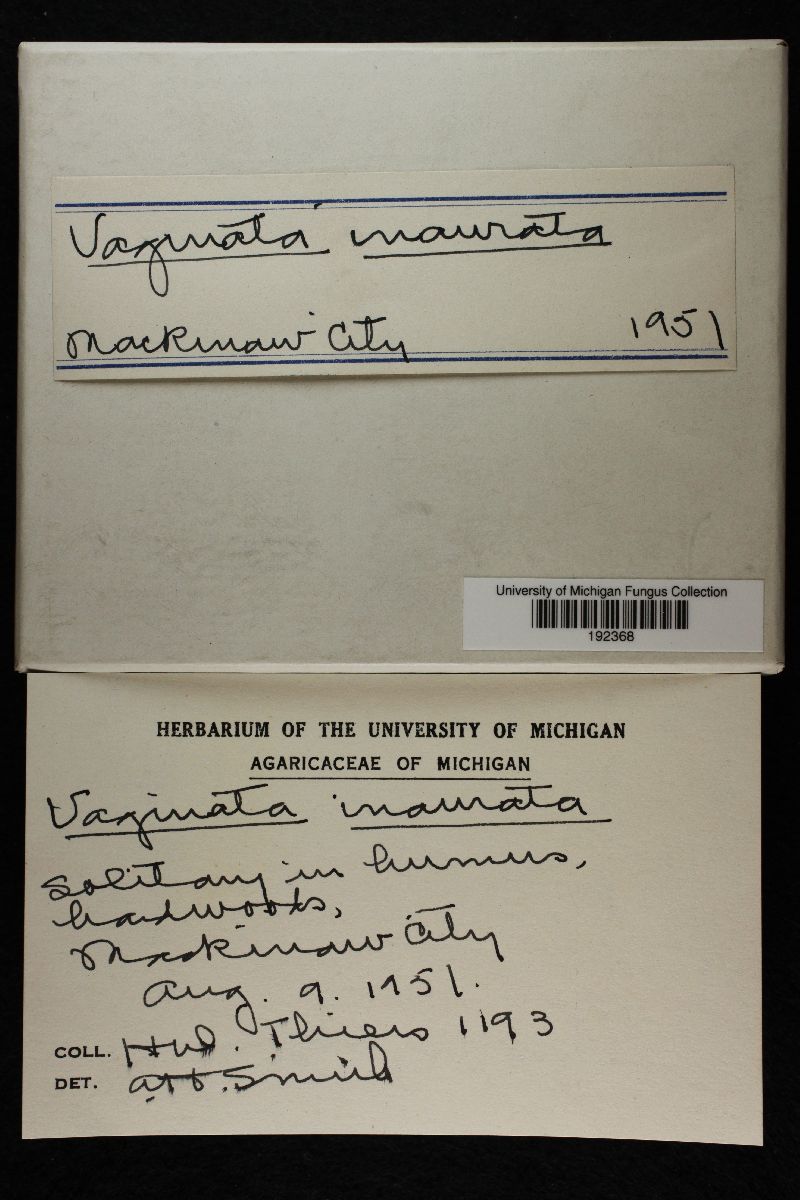 Vaginata inaurata
Mackinaw City 1951
University of Michigan Fungus Collection
192368
HERBARIUM OF THE UNIVERSITY OF MICHIGAN
AGARICACEAE OF MICHIGAN
Vaginata inaurata
Solitary in humus,
hardwoods,
Mackinaw City
Aug. 9. 1951.
COLL. H.D. Thiers 1193
DET. A.H. Smith